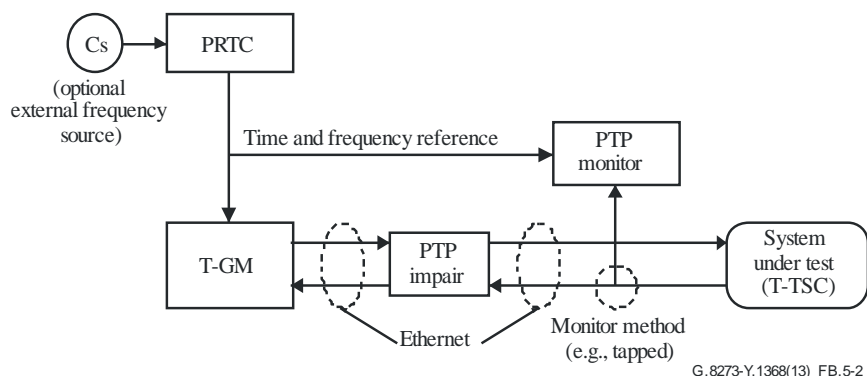 Cs
PRTC
(optional
external frequency
source)
Time and frequency reference
PTP
monitor
T-GM
PTP
impair
System
under test
(T-TSC)
Ethernet
Monitor method
(e.g., tapped)
G.8273-Y.1368(13)_FB.5-2